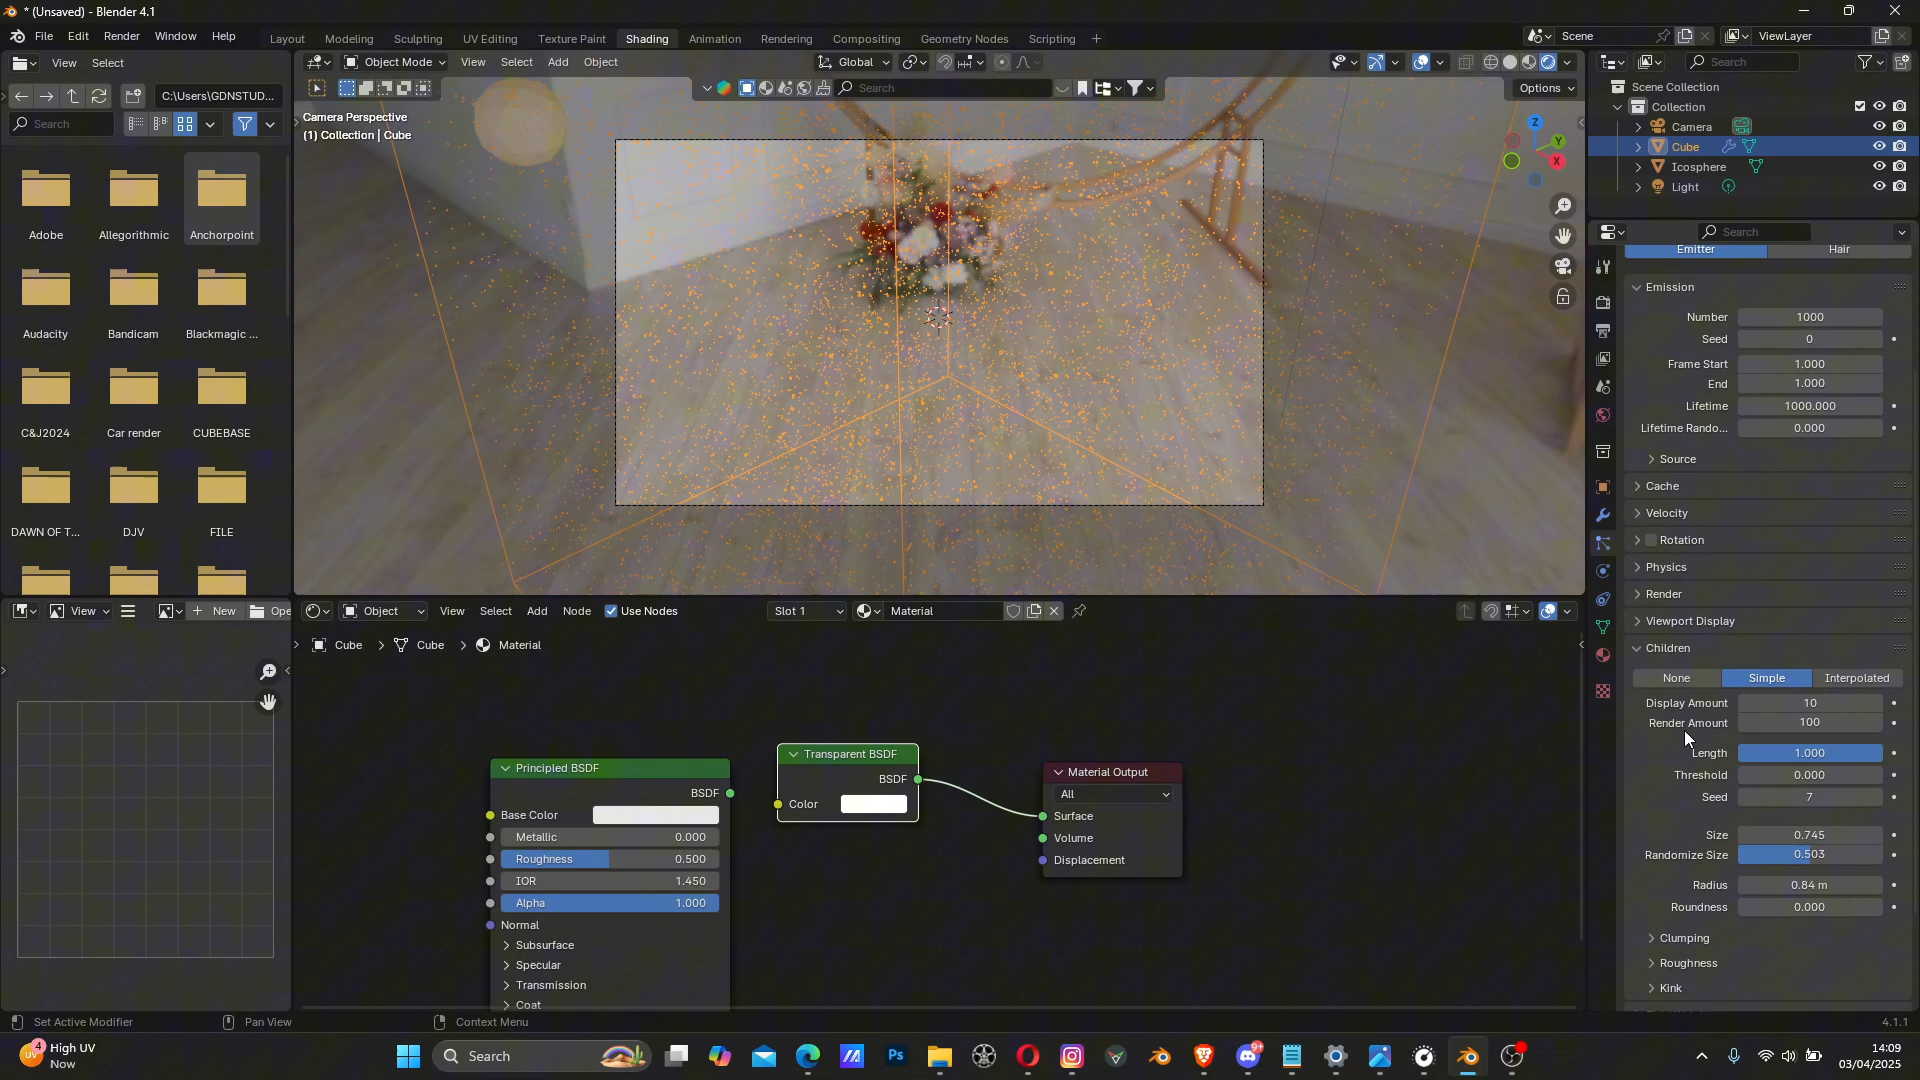 * (Unsaved) - Blender 4.1
File Edit Render Window Help
Layout Modeling Sculpting UV Editing Texture Paint Shading Animation Rendering Compositing Geometry Nodes Scripting +
Scene
ViewLayer
View Select
C:\Users\GDNSTUD...
Search
Adobe Allegorithmic Anchorpoint
Audacity Bandicam Blackmagic ...
C&J2024 Car render CUBEBASE
DAWN OF T... DJV FILE
Object Mode View Select Add Object
Global
Search
Options
Camera Perspective
(1) Collection | Cube
Z
Y
X
Search
Scene Collection
Collection
Camera
Cube
Icosphere
Light
Search
Emitter Hair
Emission
Number 1000
Seed 0
Frame Start 1.000
End 1.000
Lifetime 1000.000
Lifetime Rando... 0.000
Source
Cache
Velocity
Rotation
Physics
Render
Viewport Display
Children
None Simple Interpolated
Display Amount 10
Render Amount 100
Length 1.000
Threshold 0.000
Seed 7
Size 0.745
Randomize Size 0.503
Radius 0.84 m
Roundness 0.000
Clumping
Roughness
Kink
View
New
Ope
Object View Select Add Node Use Nodes Slot 1 Material
Cube > Cube > Material
Principled BSDF
BSDF
Base Color
Metallic 0.000
Roughness 0.500
IOR 1.450
Alpha 1.000
Normal
Subsurface
Specular
Transmission
Coat
Transparent BSDF
BSDF
Color
Material Output
All
Surface
Volume
Displacement
Set Active Modifier Pan View Context Menu
4.1.1
4
UV
High UV
Now
Search
Ps
9+
14:09
03/04/2025